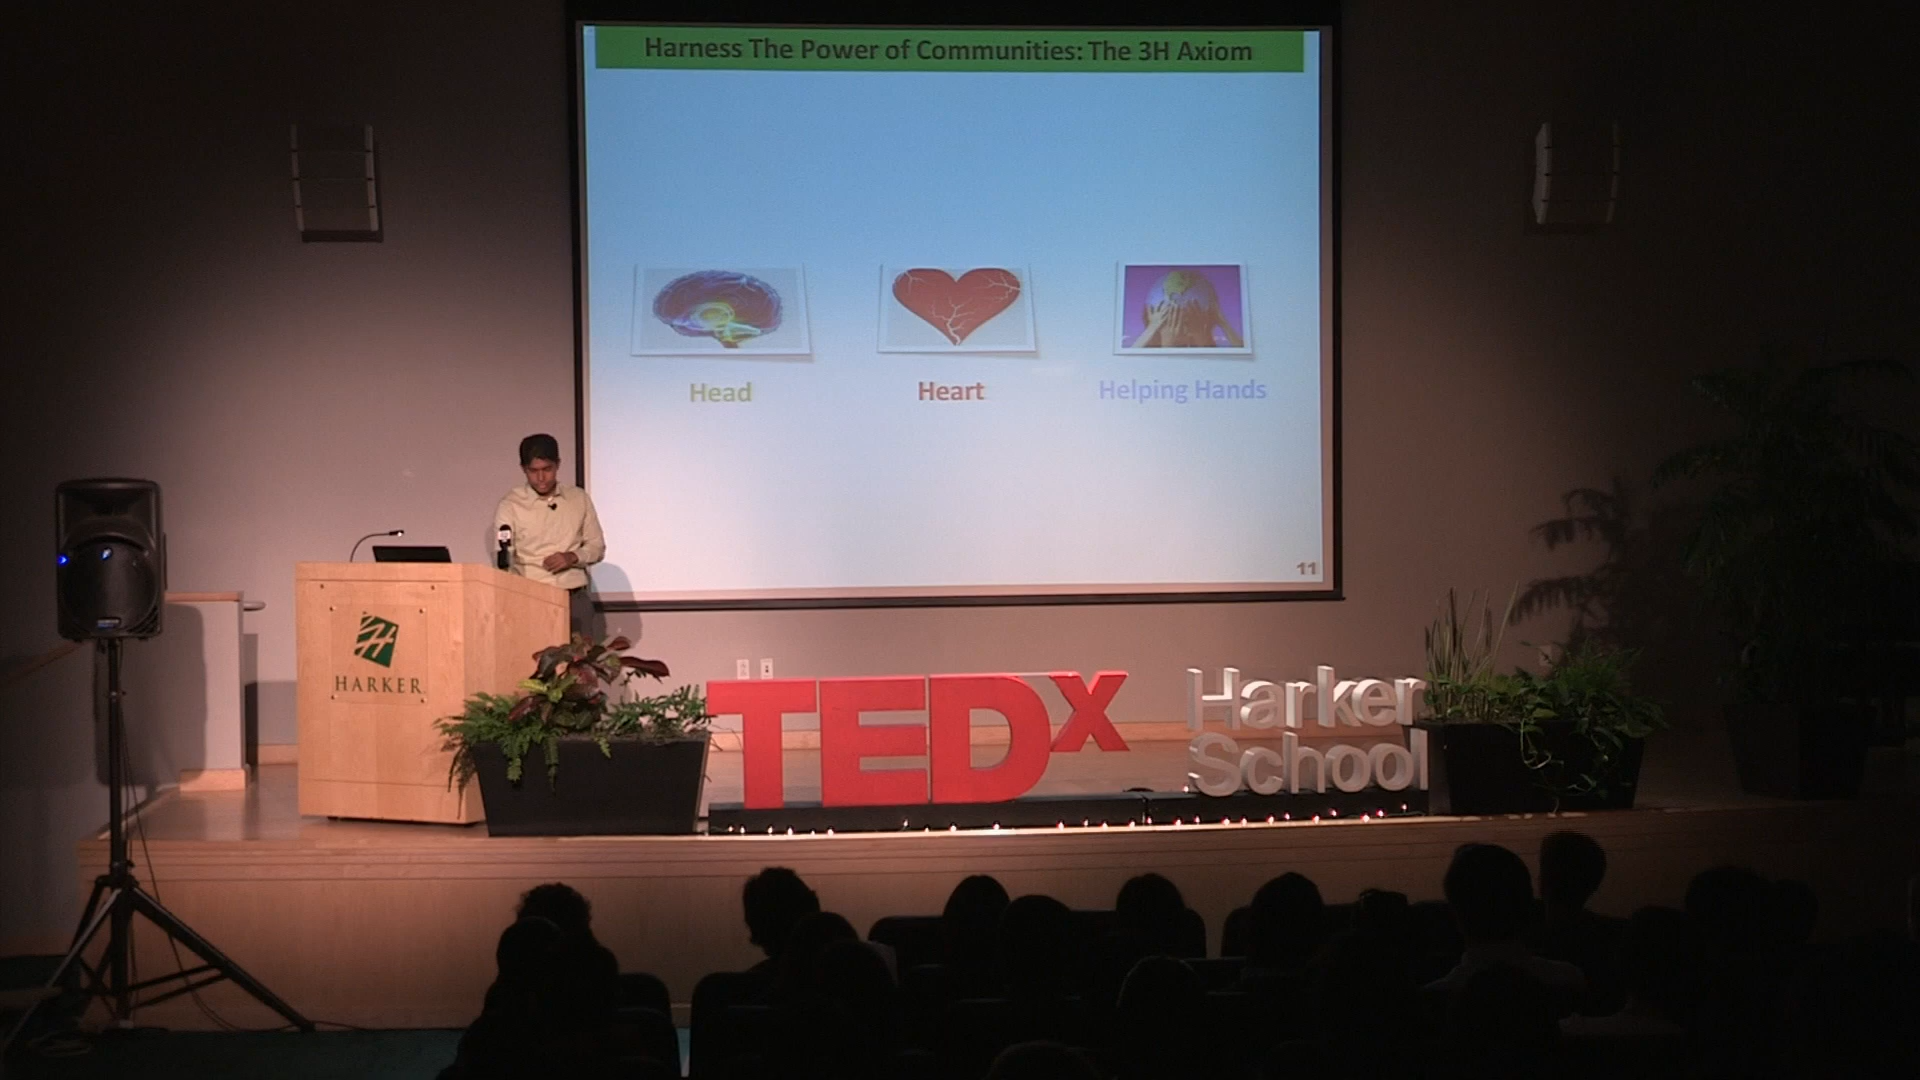 Harness The Power of Communities: The 3H Axiom
Head
Heart
Helping Hands
11
HARKER
TEDx
Harker
School